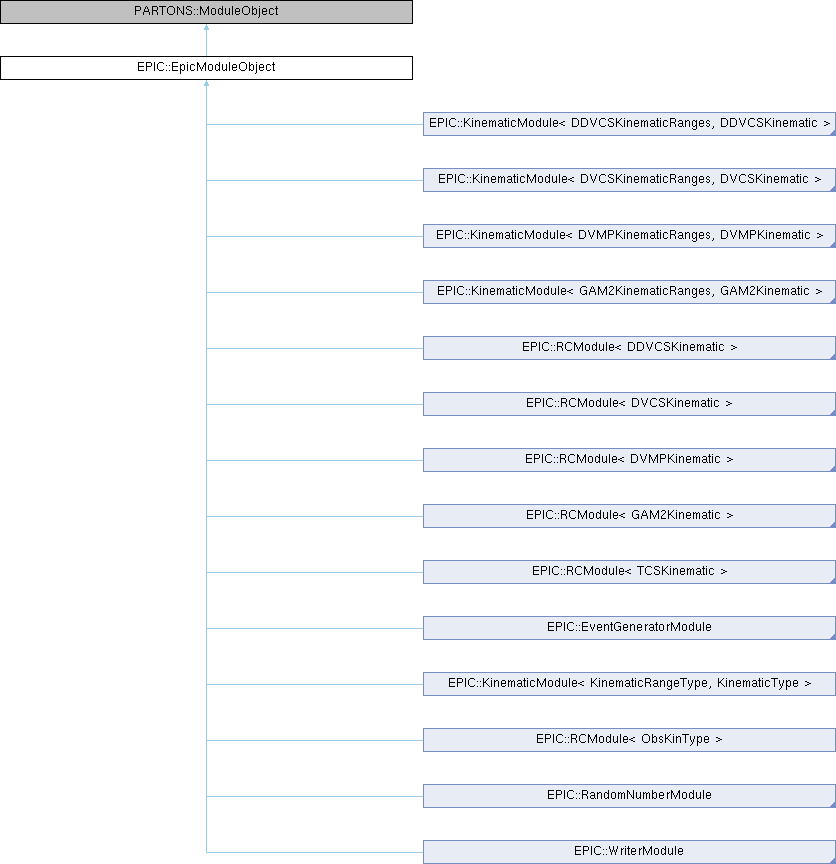 PARTONS::ModuleObject
EPIC::EpicModuleObject
EPIC::KinematicModule< DDVCSKinematicRanges, DDVCSKinematic >
EPIC::KinematicModule< DVCSKinematicRanges, DVCSKinematic >
EPIC::KinematicModule< DVMPKinematicRanges, DVMPKinematic >
EPIC::KinematicModule< GAM2KinematicRanges, GAM2Kinematic >
EPIC::RCModule< DDVCSKinematic >
EPIC::RCModule< DVCSKinematic >
EPIC::RCModule< DVMPKinematic >
EPIC::RCModule< GAM2Kinematic >
EPIC::RCModule< TCSKinematic >
EPIC::EventGeneratorModule
EPIC::KinematicModule< KinematicRangeType, KinematicType >
EPIC::RCModule< ObsKinType >
EPIC::RandomNumberModule
EPIC::WriterModule